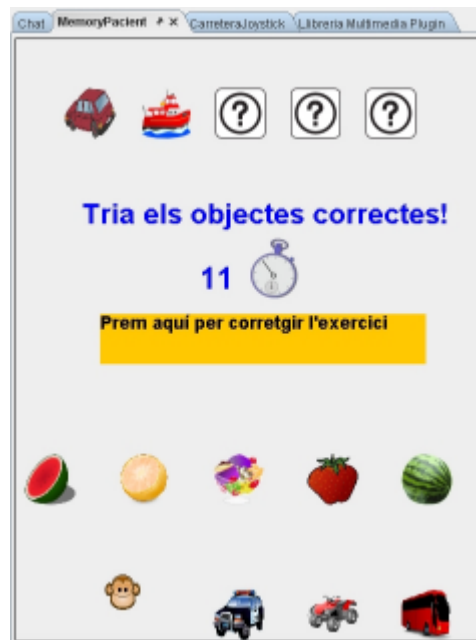 Chat MemoryPacient CarreteraJoystick Llibreria Multimedia Plugin
? ? ?
Tria els objectes correctes!
11
Prem aquí per corretgir l'exercici